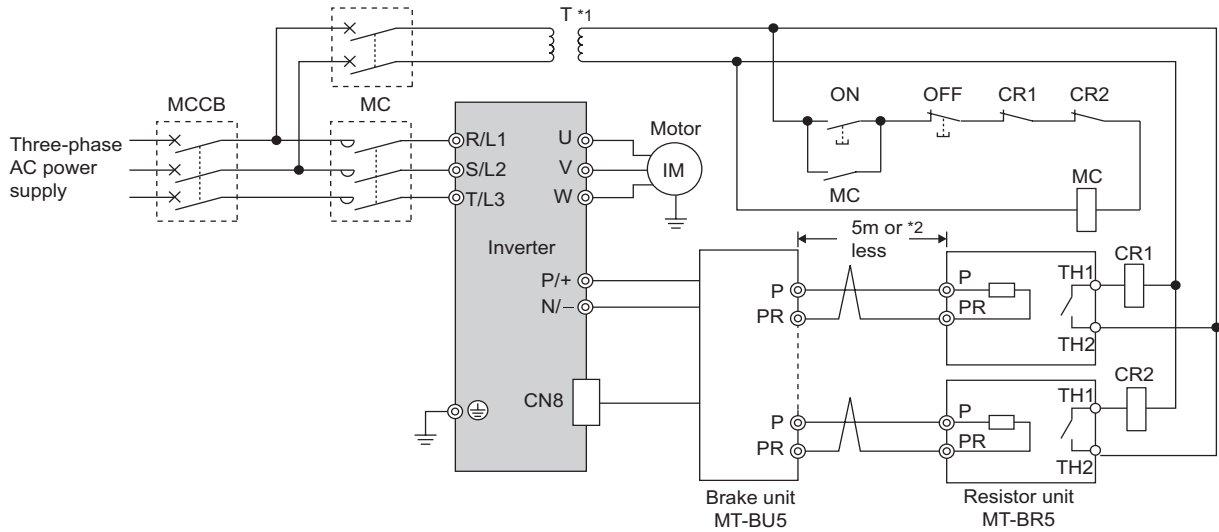 T *1
MCCB
MC
Three-phase
AC power
supply
R/L1
S/L2
T/L3
U
V
W
Motor
IM
Inverter
P/+
N/−
CN8
ON
OFF
CR1
CR2
MC
MC
5m or *2
less
P
PR
P
PR
TH1
TH2
CR1
P
PR
P
PR
TH1
TH2
CR2
Brake unit
MT-BU5
Resistor unit
MT-BR5